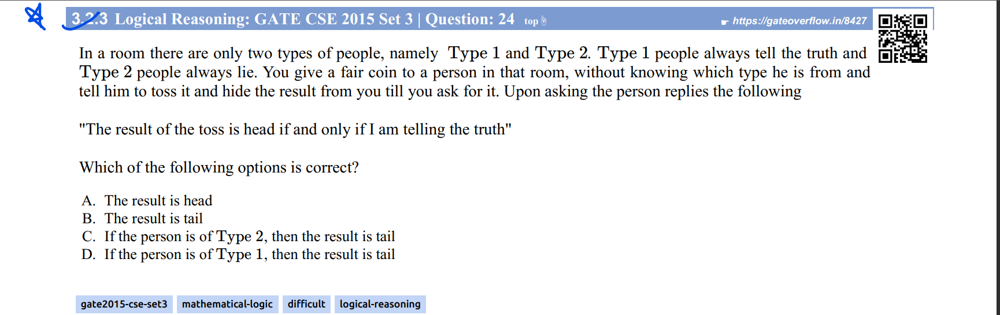 3.2.3 Logical Reasoning: GATE CSE 2015 Set 3 | Question: 24 top
https://gateoverflow.in/8427
In a room there are only two types of people, namely Type 1 and Type 2. Type 1 people always tell the truth and
Type 2 people always lie. You give a fair coin to a person in that room, without knowing which type he is from and
tell him to toss it and hide the result from you till you ask for it. Upon asking the person replies the following
"The result of the toss is head if and only if I am telling the truth"
Which of the following options is correct?
A. The result is head
B. The result is tail
C. If the person is of Type 2, then the result is tail
D. If the person is of Type 1, then the result is tail
gate2015-cse-set3 mathematical-logic difficult logical-reasoning